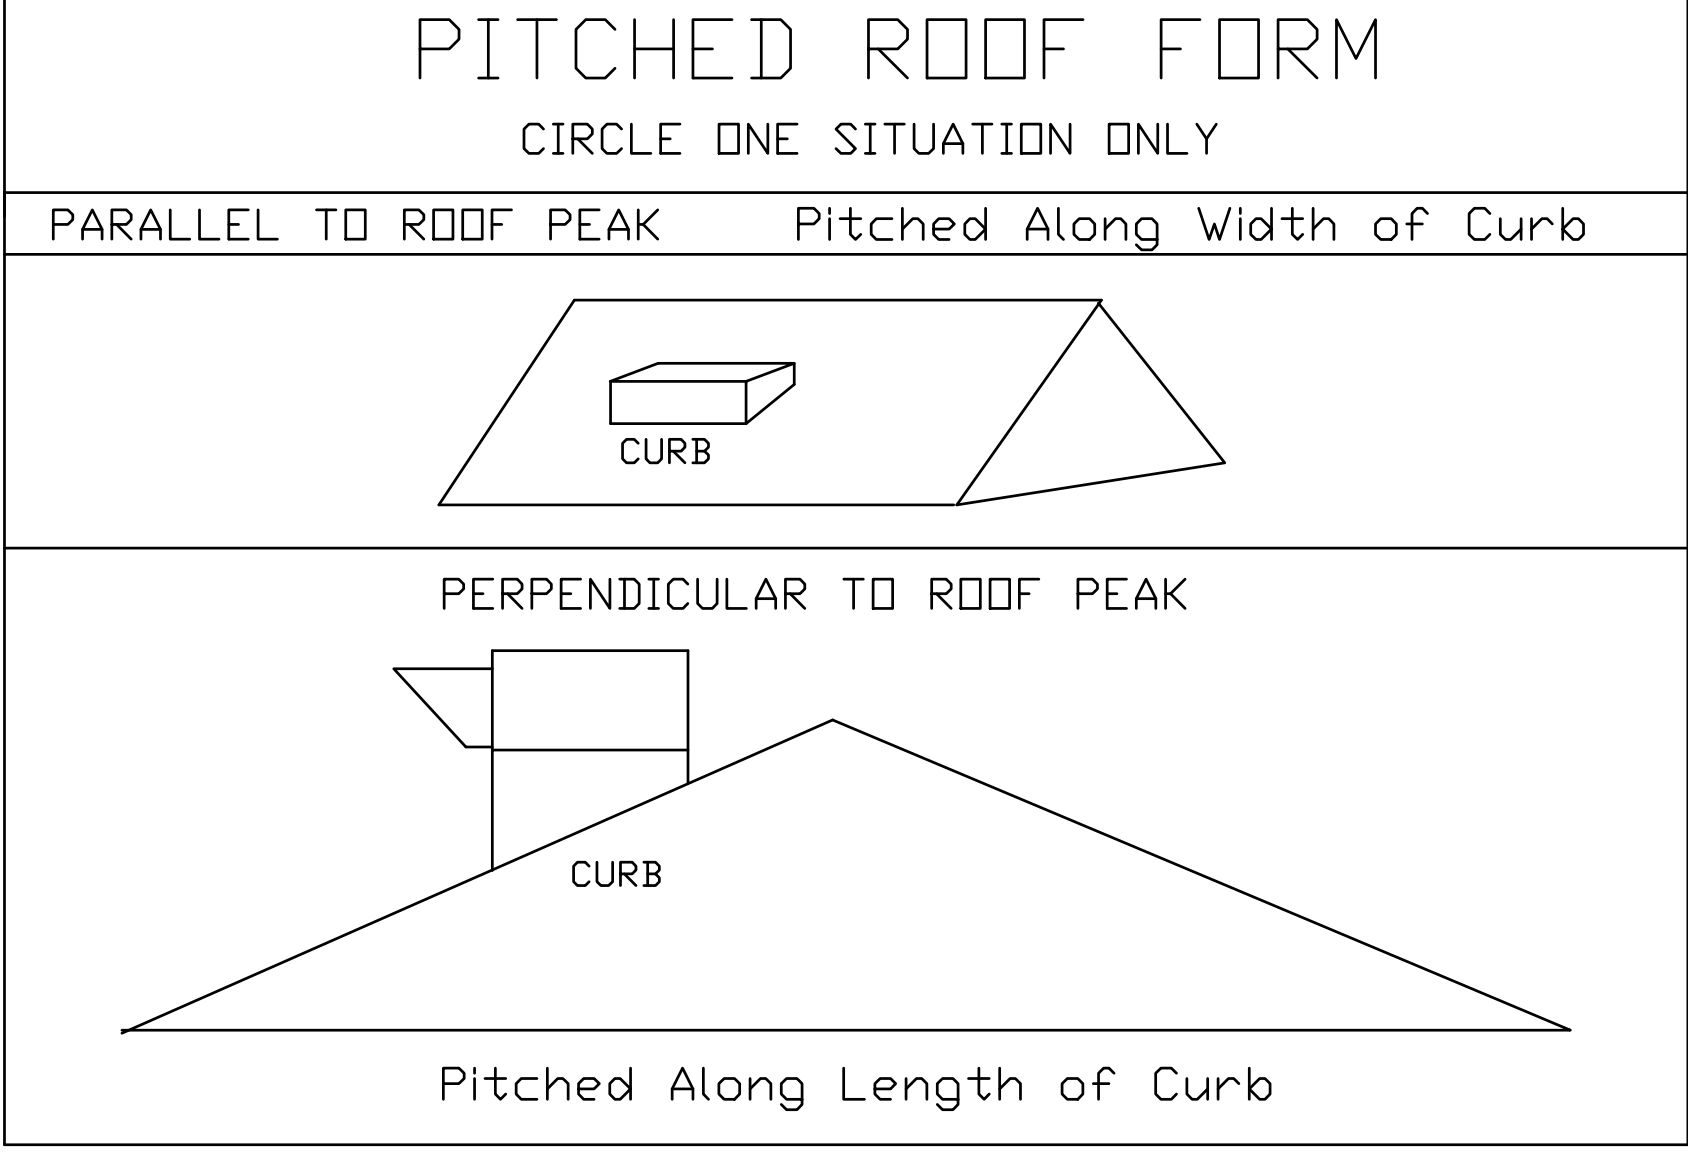 PITCHED ROOF FORM
CIRCLE ONE SITUATION ONLY
PARALLEL TO ROOF PEAK Pitched Along Width of Curb
CURB
PERPENDICULAR TO ROOF PEAK
CURB
Pitched Along Length of Curb